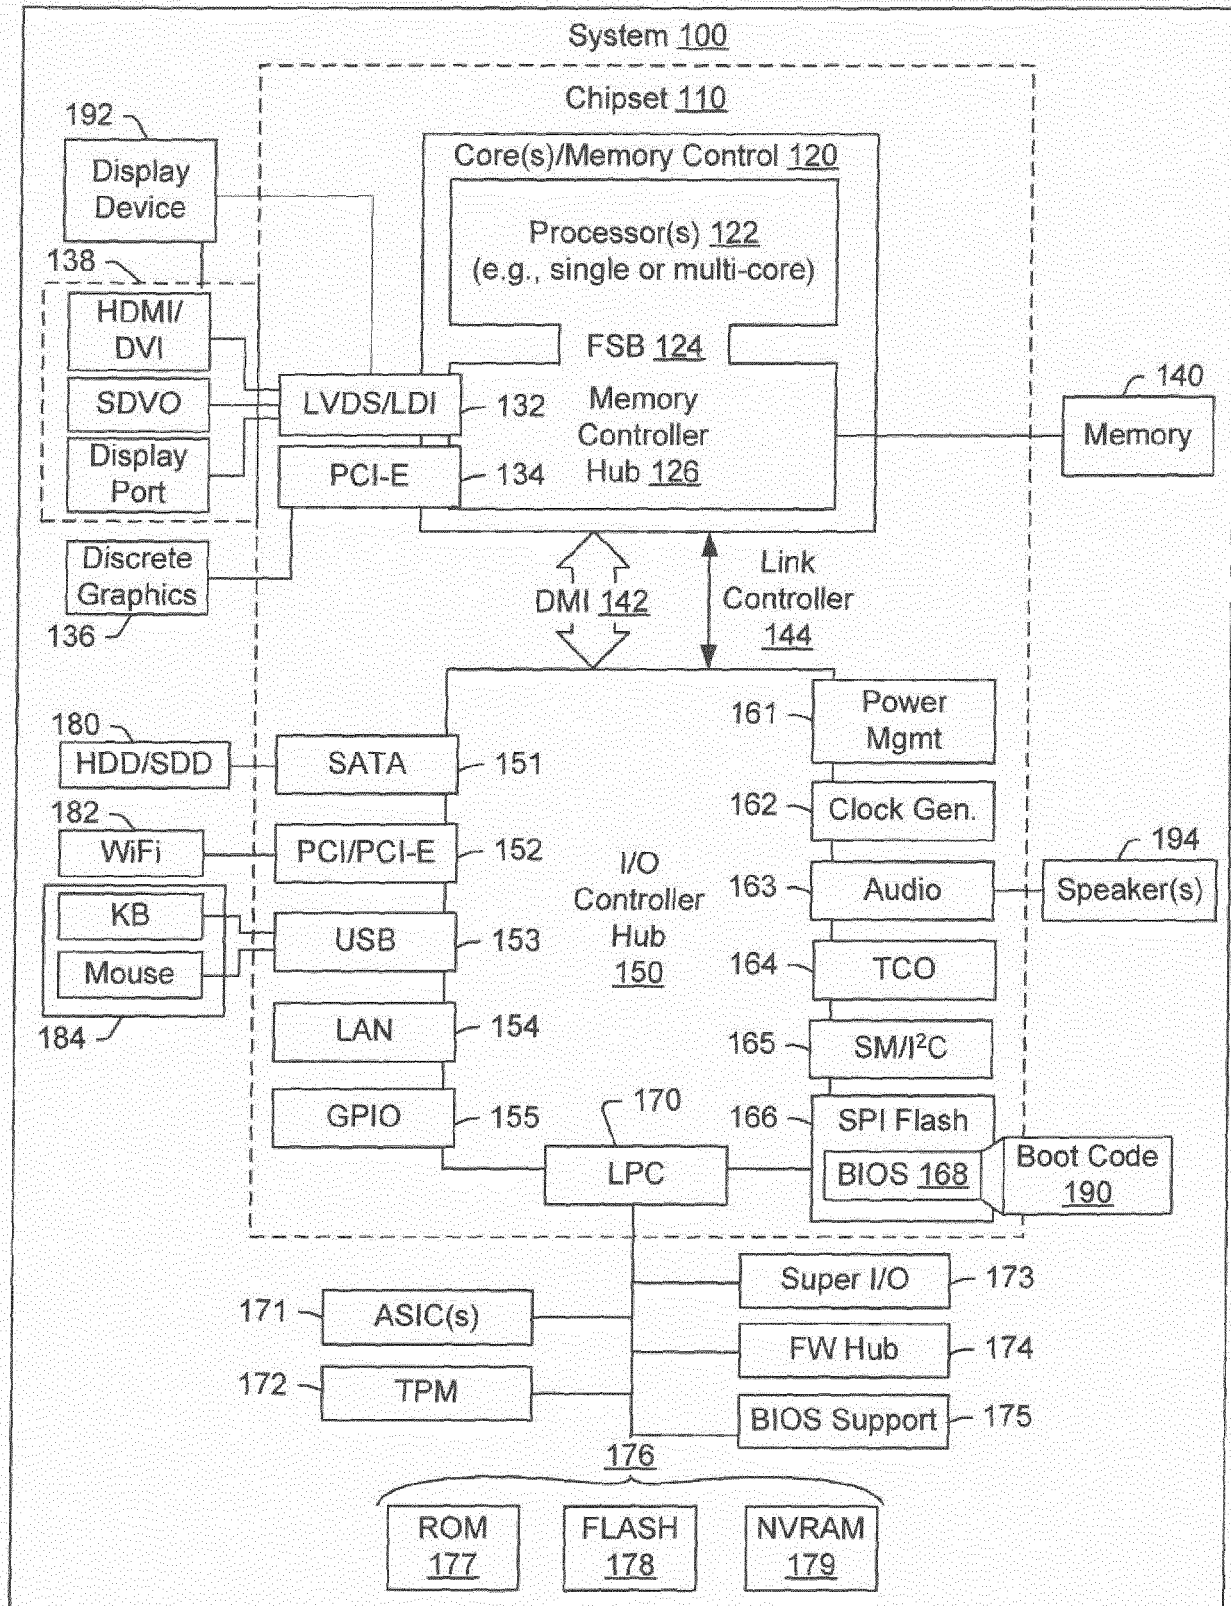 System 100
Chipset 110
192
Display
Device
Core(s)/Memory Control 120
Processor(s) 122
(e.g., single or multi-core)
138
HDMI/
DVI
SDVO
Display
Port
FSB 124
LVDS/LDI
132
PCI-E
134
Memory
Controller
Hub 126
140
Memory
Discrete
Graphics
136
DMI 142
Link
Controller
144
180
HDD/SDD
SATA
151
182
WiFi
PCI/PCI-E
152
KB
Mouse
184
USB
153
LAN
154
GPIO
155
I/O
Controller
Hub
150
161
Power
Mgmt
162
Clock Gen.
163
Audio
194
Speaker(s)
164
TCO
165
SM/I²C
166
SPI Flash
BIOS 168
Boot Code
190
170
LPC
171
ASIC(s)
172
TPM
Super I/O
173
FW Hub
174
BIOS Support
175
176
ROM
177
FLASH
178
NVRAM
179